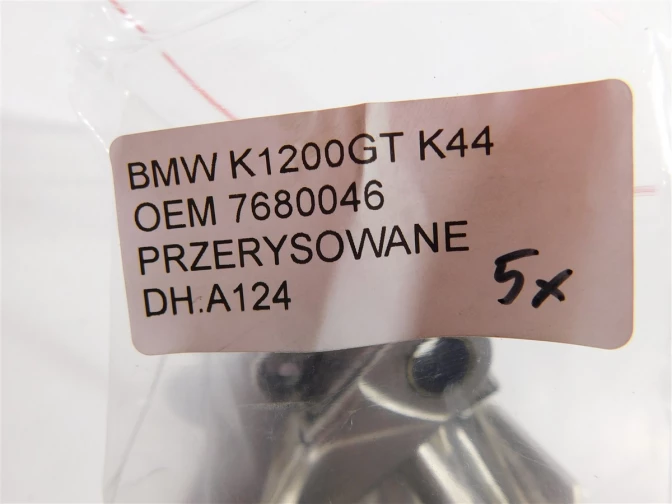 BMW K1200GT K44
OEM 7680046
PRZERYSOWANE
DH.A124
5x